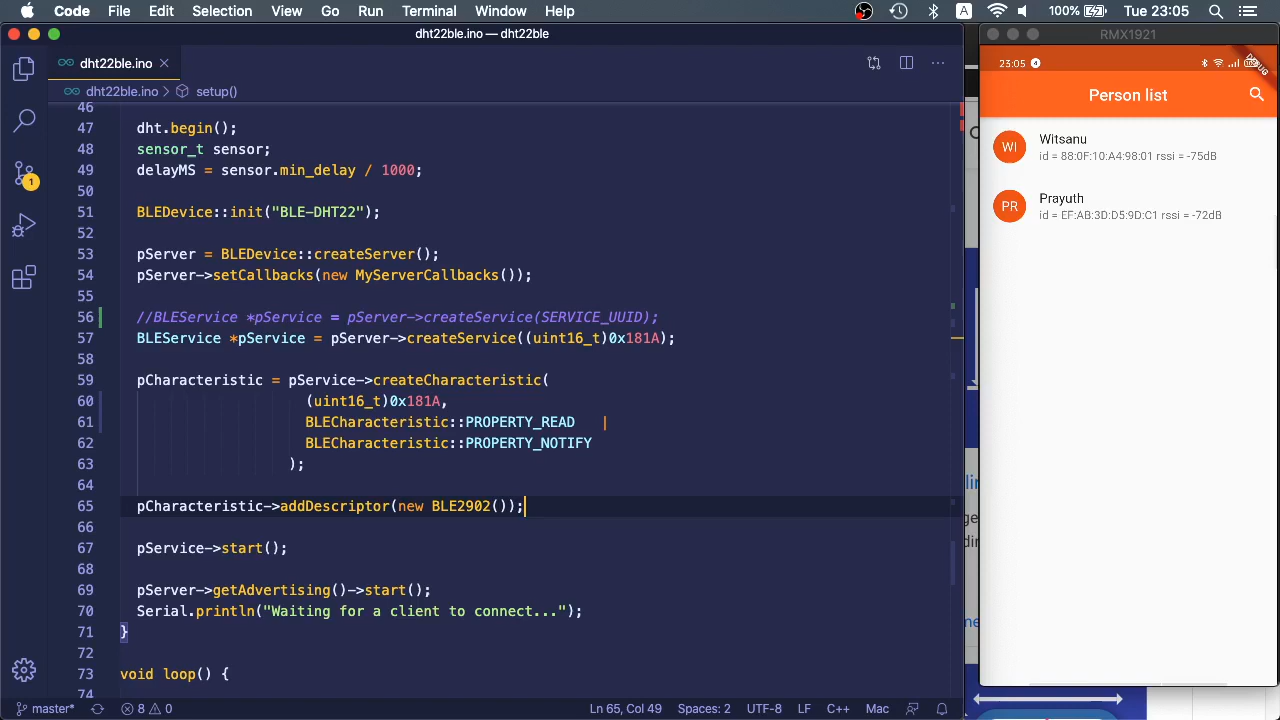 Code File Edit Selection View Go Run Terminal Window Help
A 100% Tue 23:05
dht22ble.ino — dht22ble
dht22ble.ino
dht22ble.ino > setup()
46
47 dht.begin();
48 sensor_t sensor;
49 delayMS = sensor.min_delay / 1000;
50
51 BLEDevice::init("BLE-DHT22");
52
53 pServer = BLEDevice::createServer();
54 pServer->setCallbacks(new MyServerCallbacks());
55
56 //BLEService *pService = pServer->createService(SERVICE_UUID);
57 BLEService *pService = pServer->createService((uint16_t)0x181A);
58
59 pCharacteristic = pService->createCharacteristic(
60 (uint16_t)0x181A,
61 BLECharacteristic::PROPERTY_READ |
62 BLECharacteristic::PROPERTY_NOTIFY
63 );
64
65 pCharacteristic->addDescriptor(new BLE2902());
66
67 pService->start();
68
69 pServer->getAdvertising()->start();
70 Serial.println("Waiting for a client to connect...");
71 }
72
73 void loop() {
74
1
master* 8 0 Ln 65, Col 49 Spaces: 2 UTF-8 LF C++ Mac
RMX1921
23:05 4
DEBUG
Person list
WI Witsanu
id = 88:0F:10:A4:98:01 rssi = -75dB
PR Prayuth
id = EF:AB:3D:D5:9D:C1 rssi = -72dB